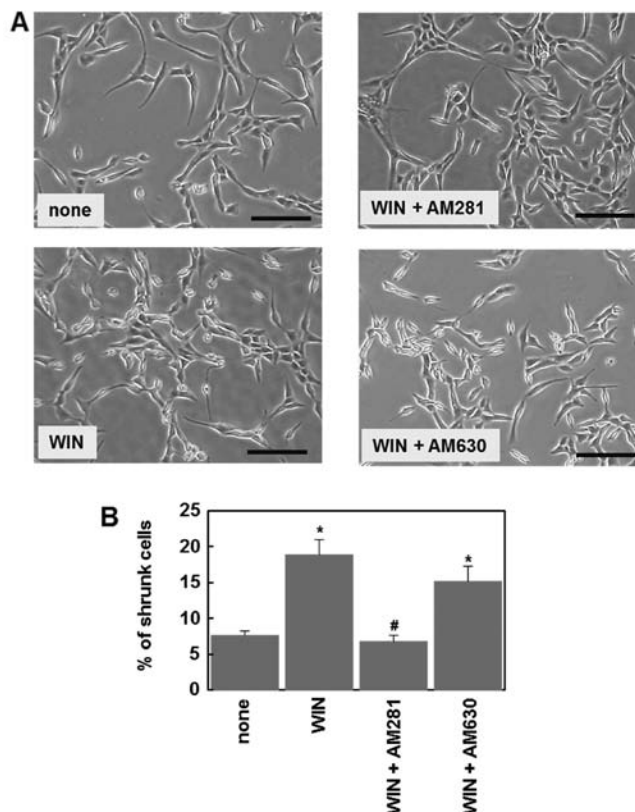 A
none
WIN + AM281
WIN
WIN + AM630
B
% of shrunk cells
25
20
15
10
5
0
*
#
*
none
WIN
WIN + AM281
WIN + AM630